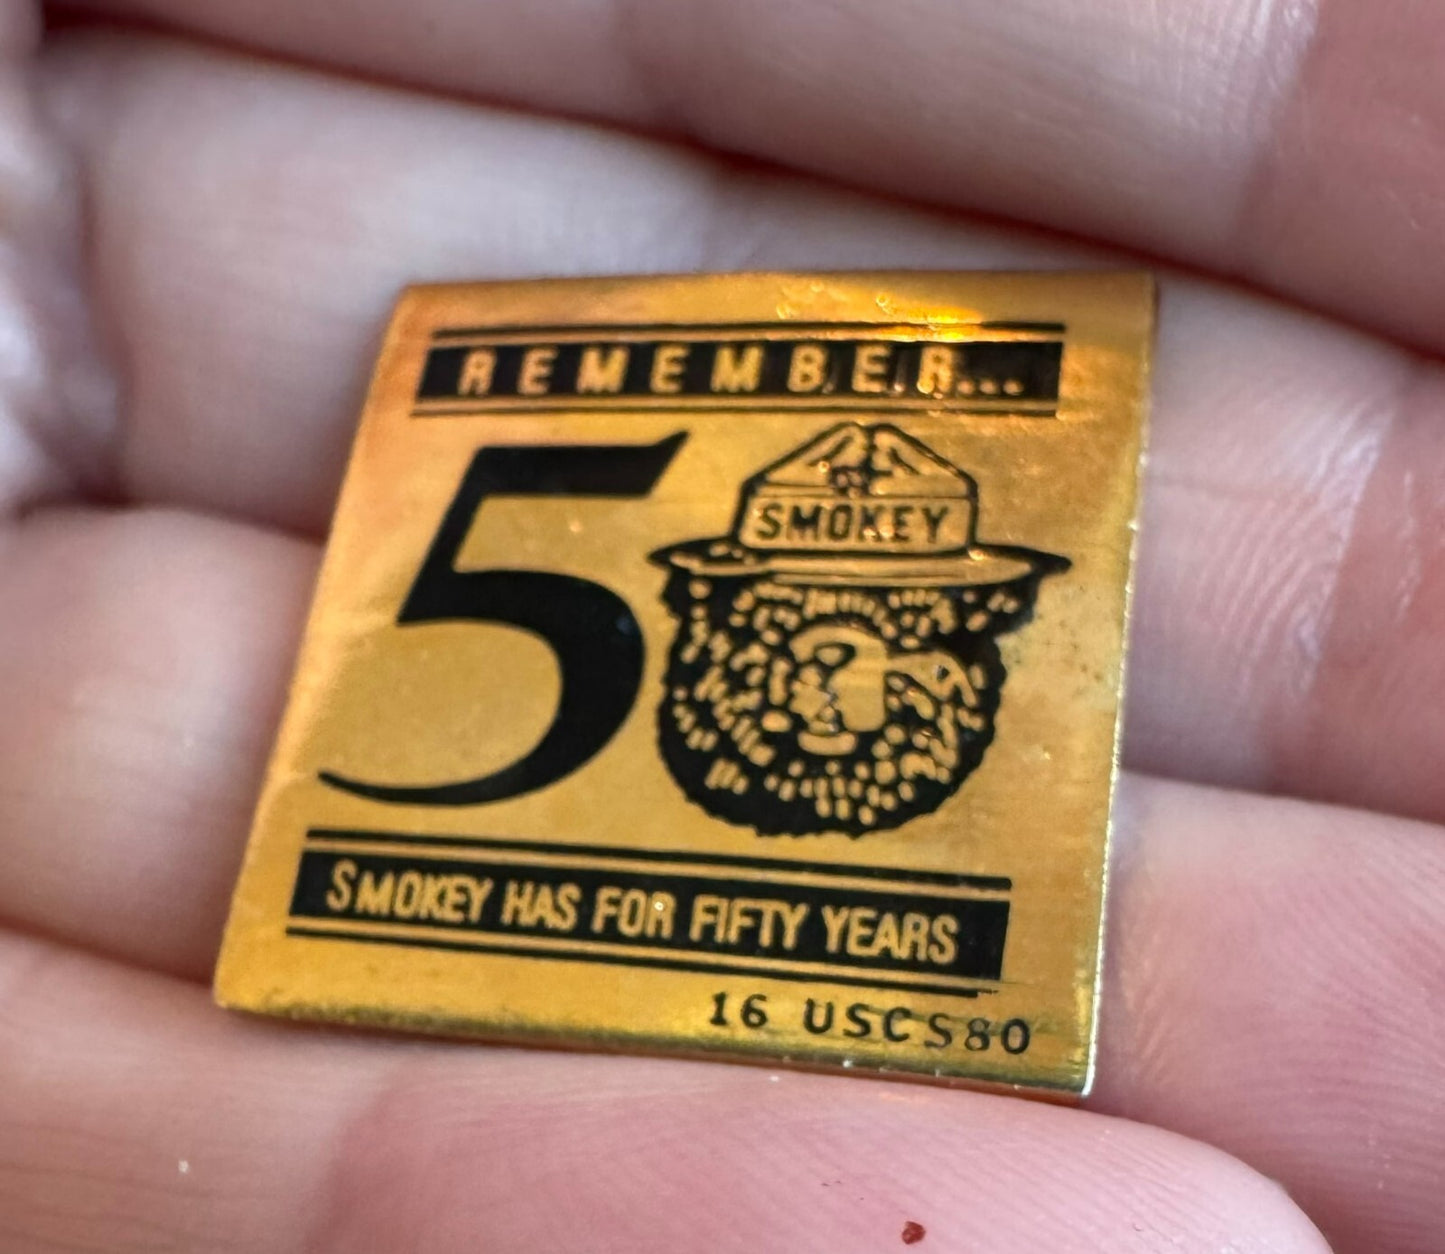 REMEMBER...
5
SMOKEY
SMOKEY HAS FOR FIFTY YEARS
16 USCS80